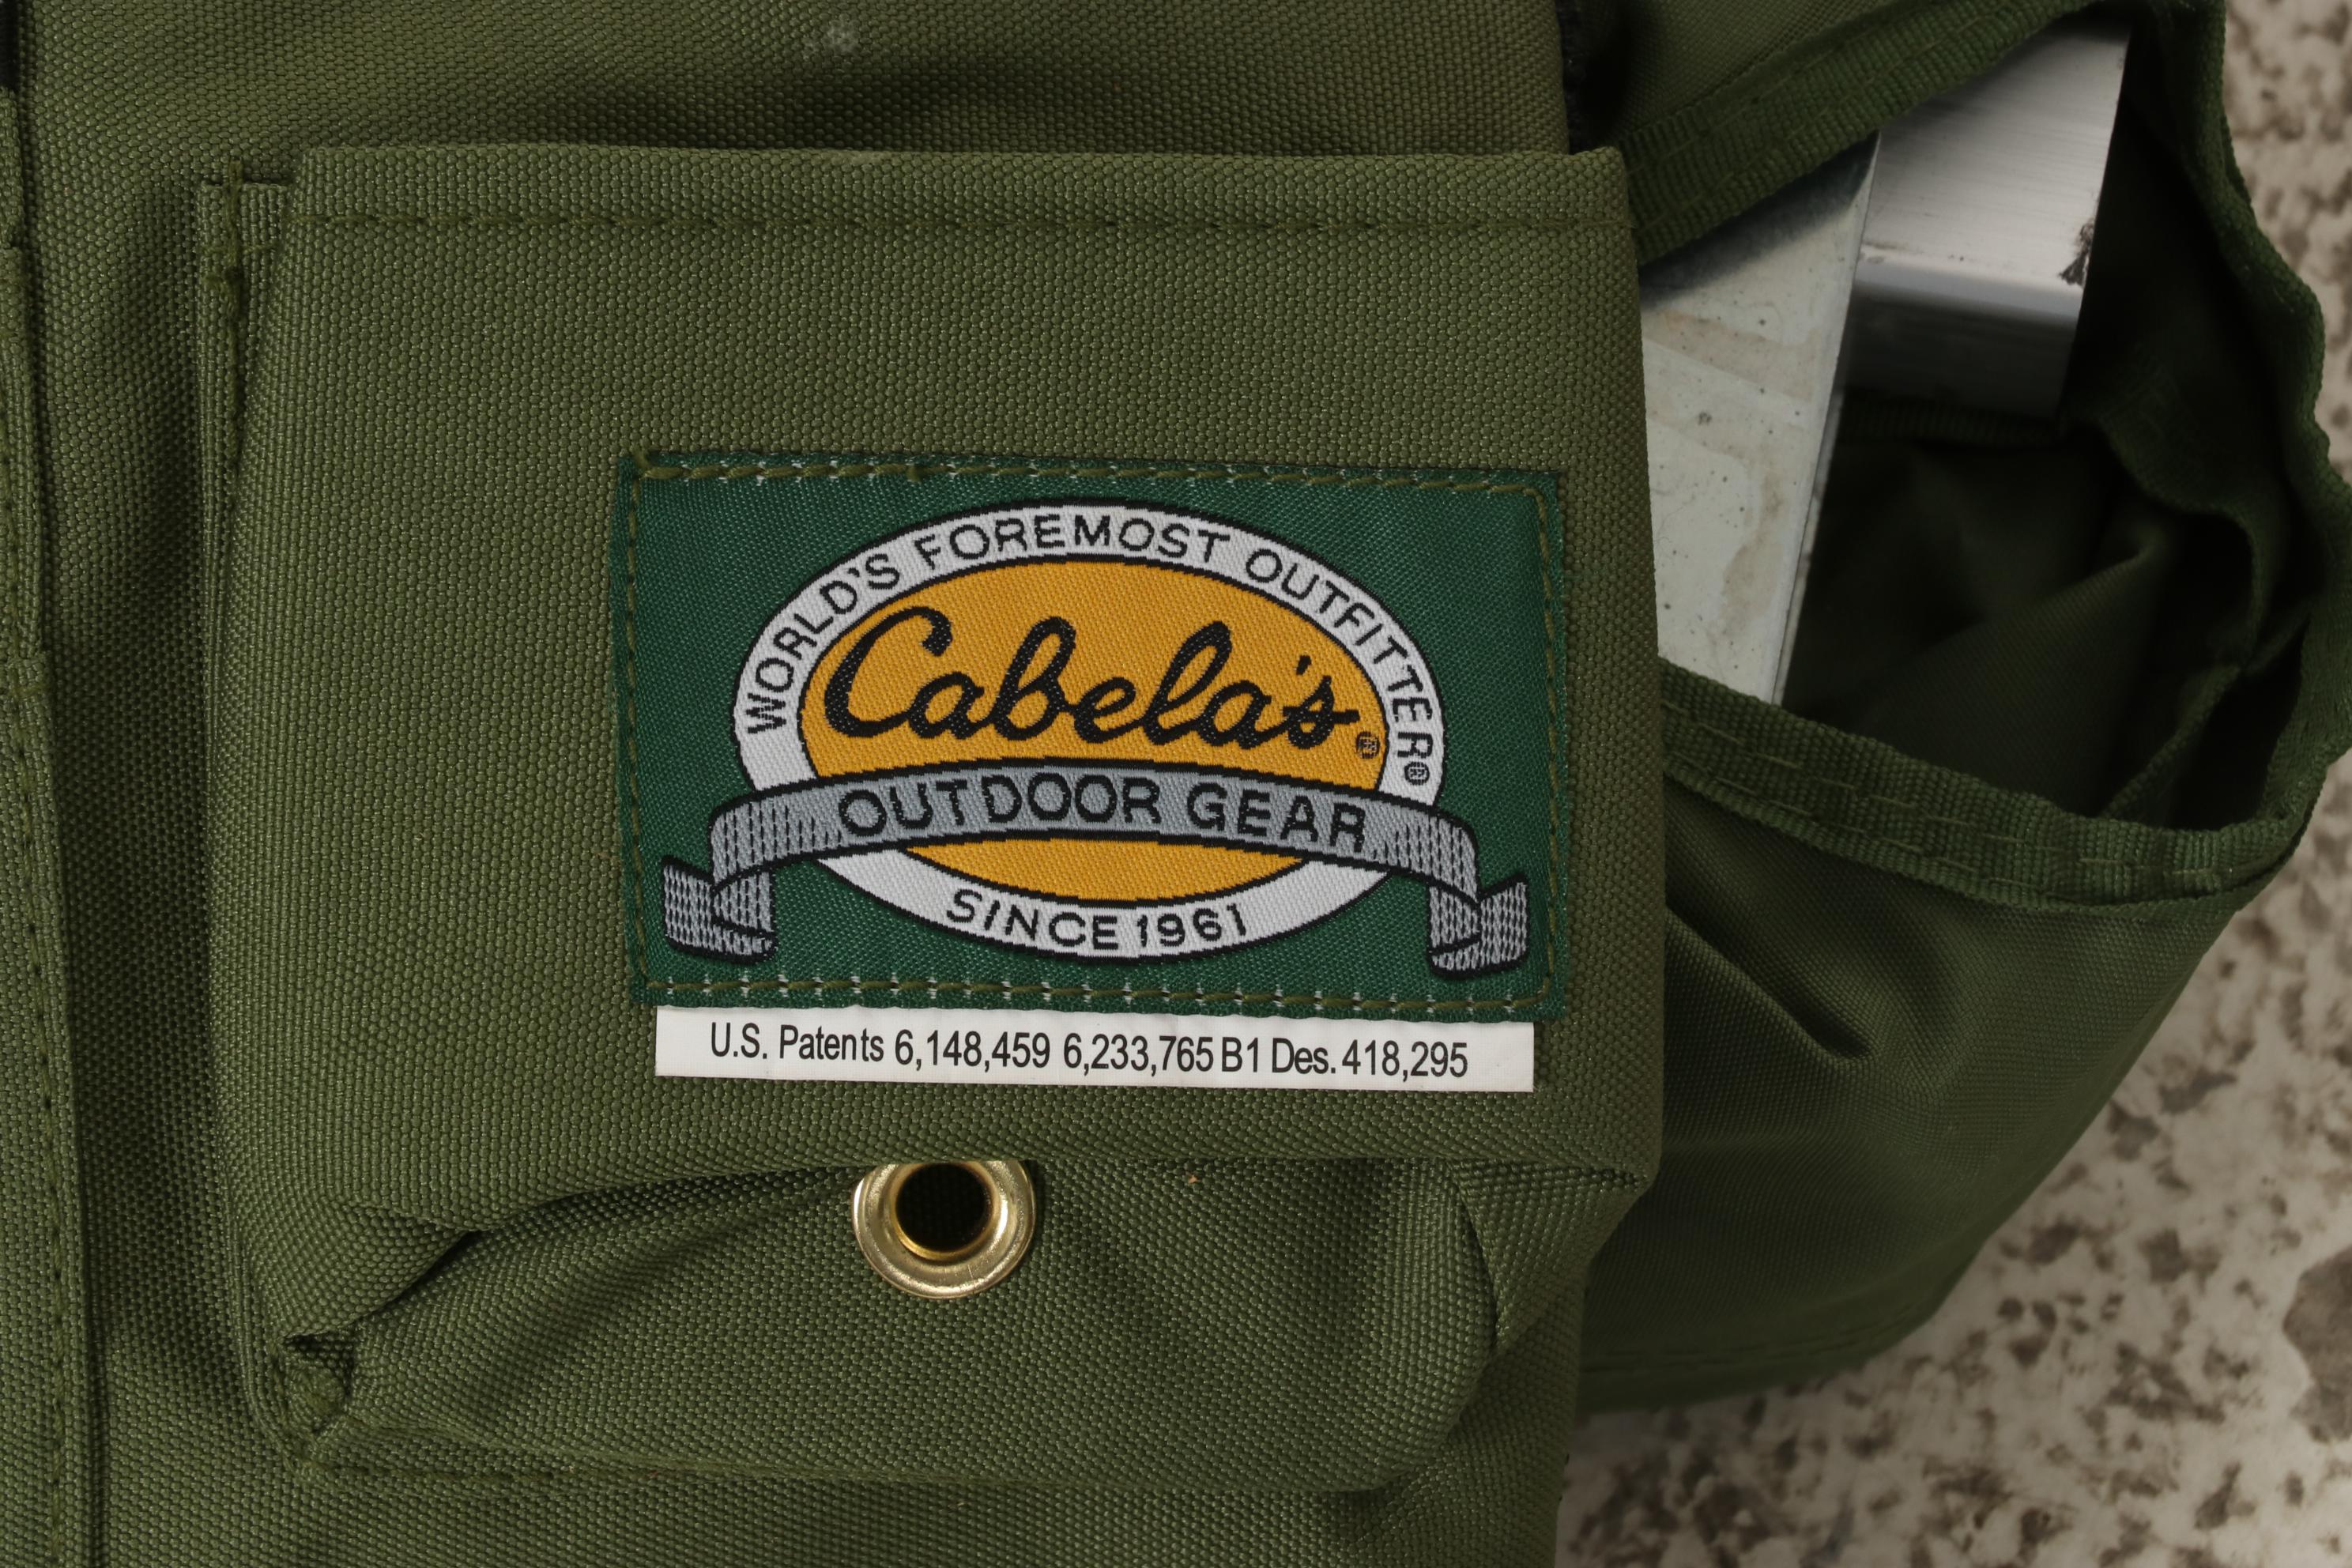 WORLD'S FOREMOST OUTFITTER®
Cabela's®
OUTDOOR GEAR
SINCE 1961
U.S. Patents 6,148,459 6,233,765 B1 Des. 418,295